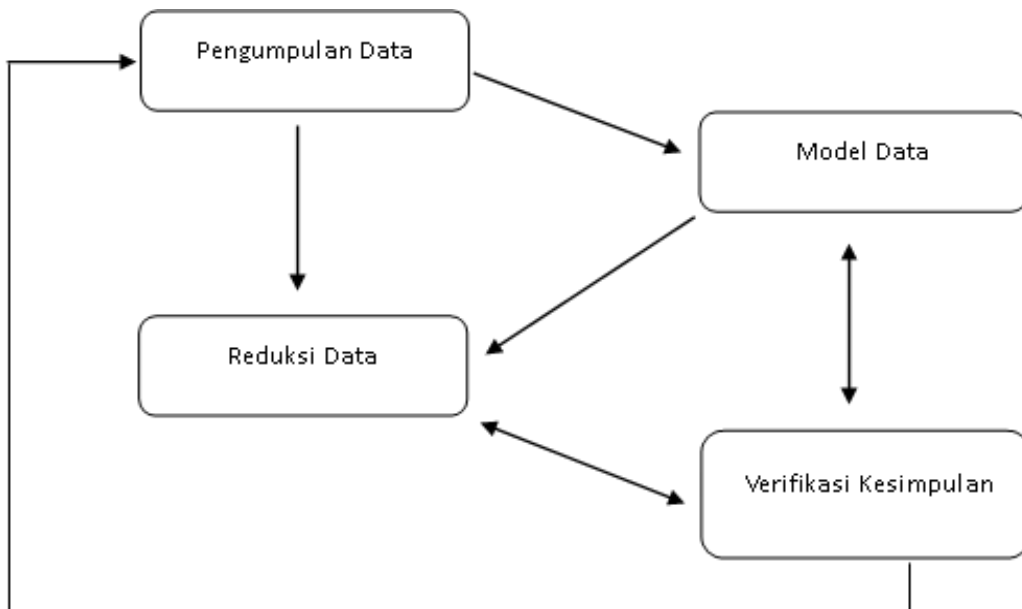 Pengumpulan Data
Model Data
Reduksi Data
Verifikasi Kesimpulan